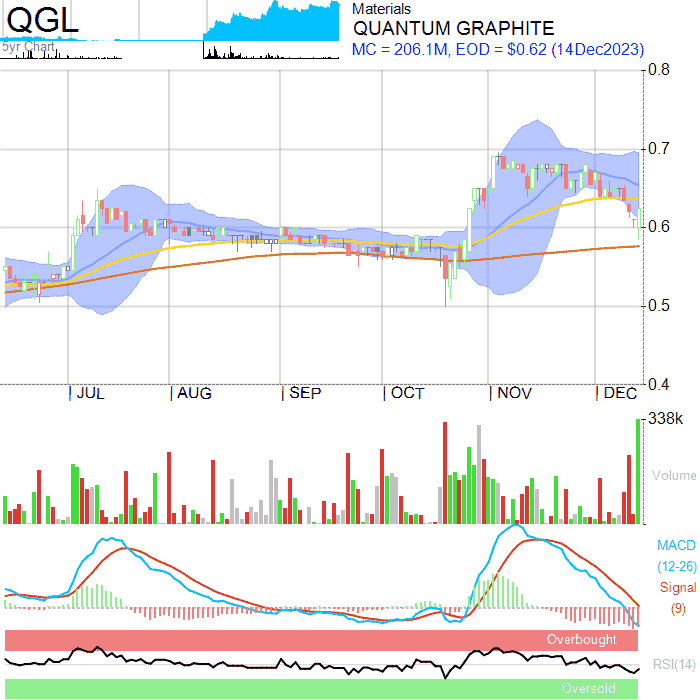 QGL
5yr Chart
Materials
QUANTUM GRAPHITE
MC = 206.1M, EOD = $0.62 (14Dec2023)
0.8
0.7
0.6
0.5
0.4
JUL AUG SEP OCT NOV DEC
338k
Volume
MACD
(12-26)
Signal
(9)
Overbought
RSI(14)
Oversold